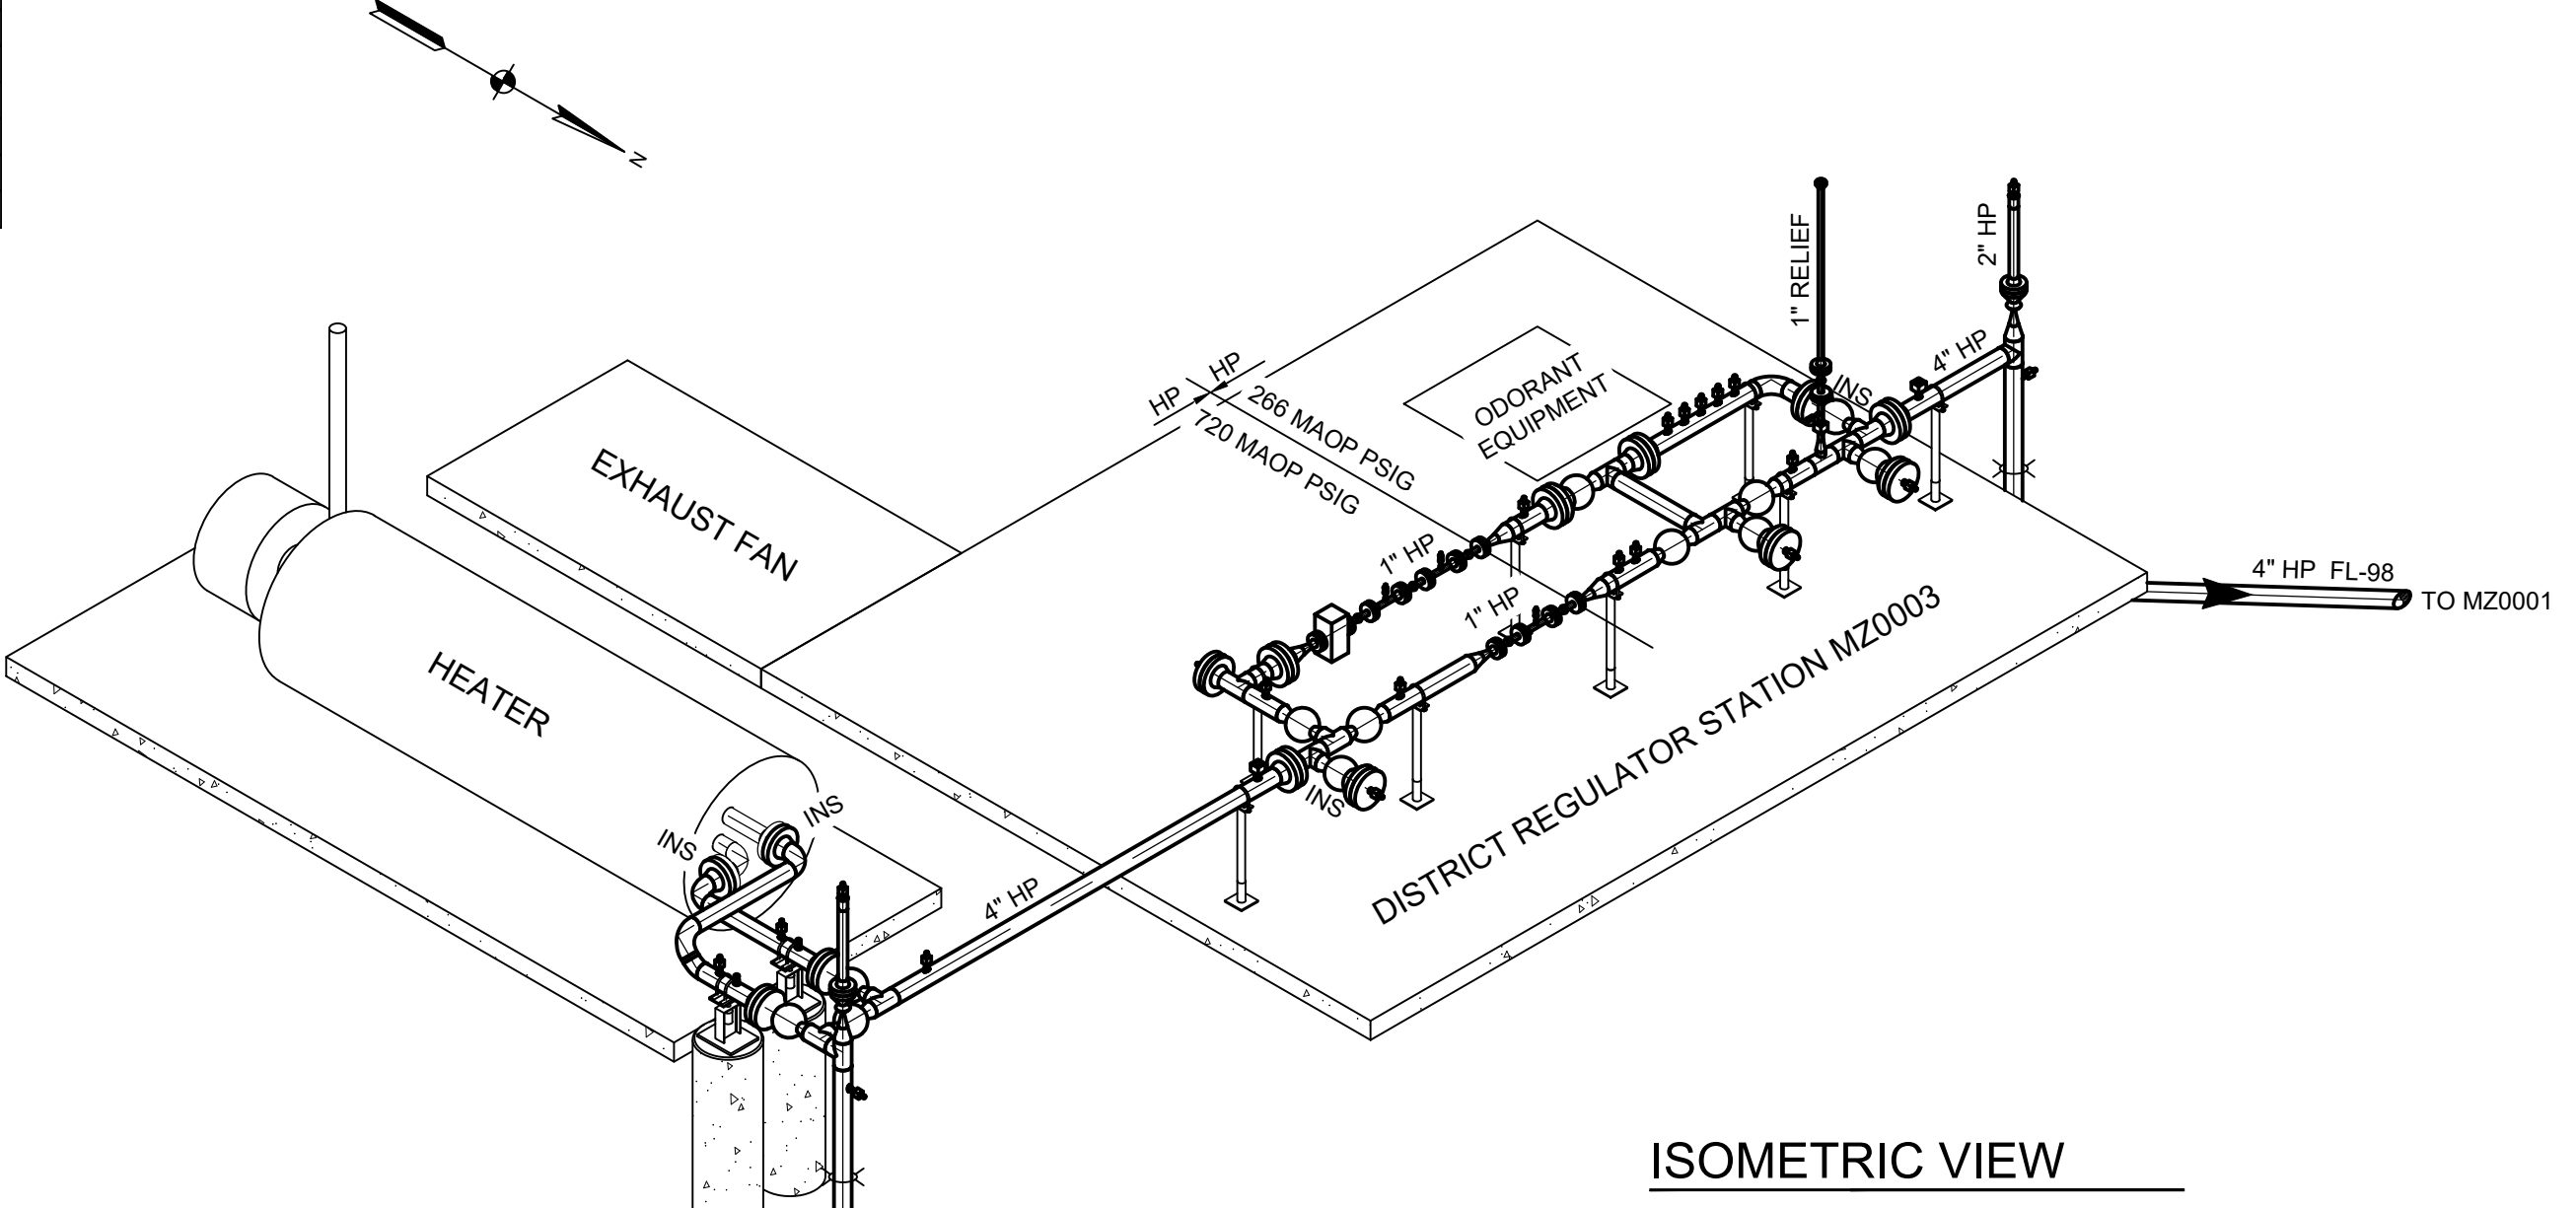 N
1" RELIEF
2" HP
4" HP
INS
HP
HP
266 MAOP PSIG
720 MAOP PSIG
ODORANT
EQUIPMENT
EXHAUST FAN
1" HP
1" HP
4" HP FL-98
TO MZ0001
HEATER
DISTRICT REGULATOR STATION MZ0003
INS
INS
INS
4" HP
ISOMETRIC VIEW